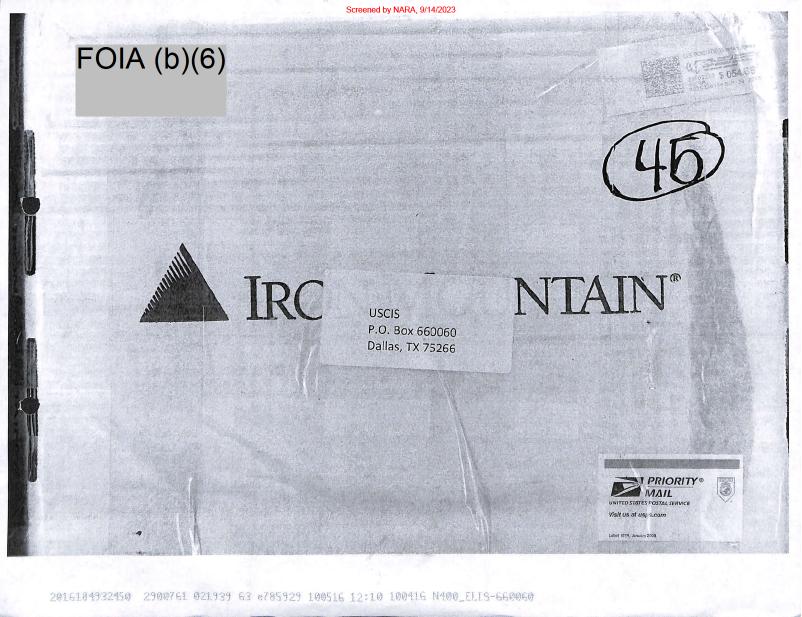 Screened by NARA, 9/14/2023
FOIA (b)(6)
$ 054.
45
IRO NTAIN®
USCIS
P.O. Box 660060
Dallas, TX 75266
PRIORITY®
MAIL
UNITED STATES POSTAL SERVICE
Visit us at usps.com
Label 107R, January 2008
2016104932450 2900761 021939 63 e785929 100516 12:10 100416 N400_ELIS-660060